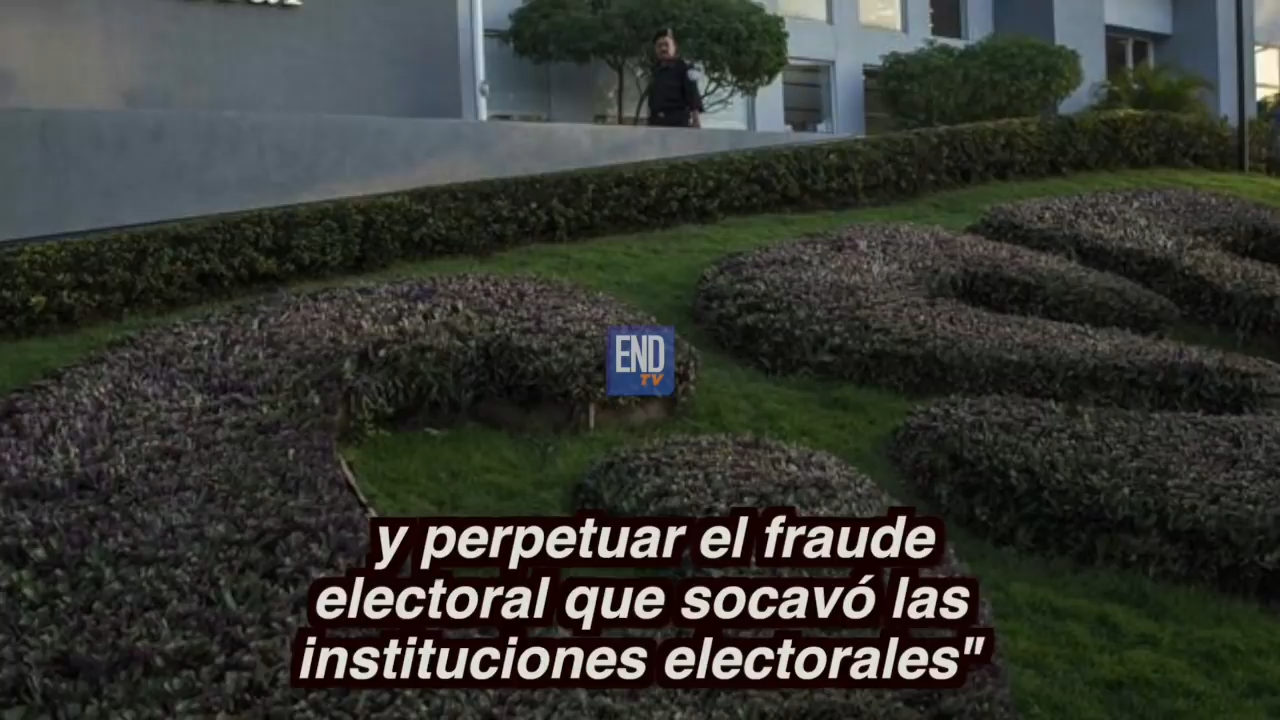 END
TV
y perpetuar el fraude
electoral que socavó las
instituciones electorales"